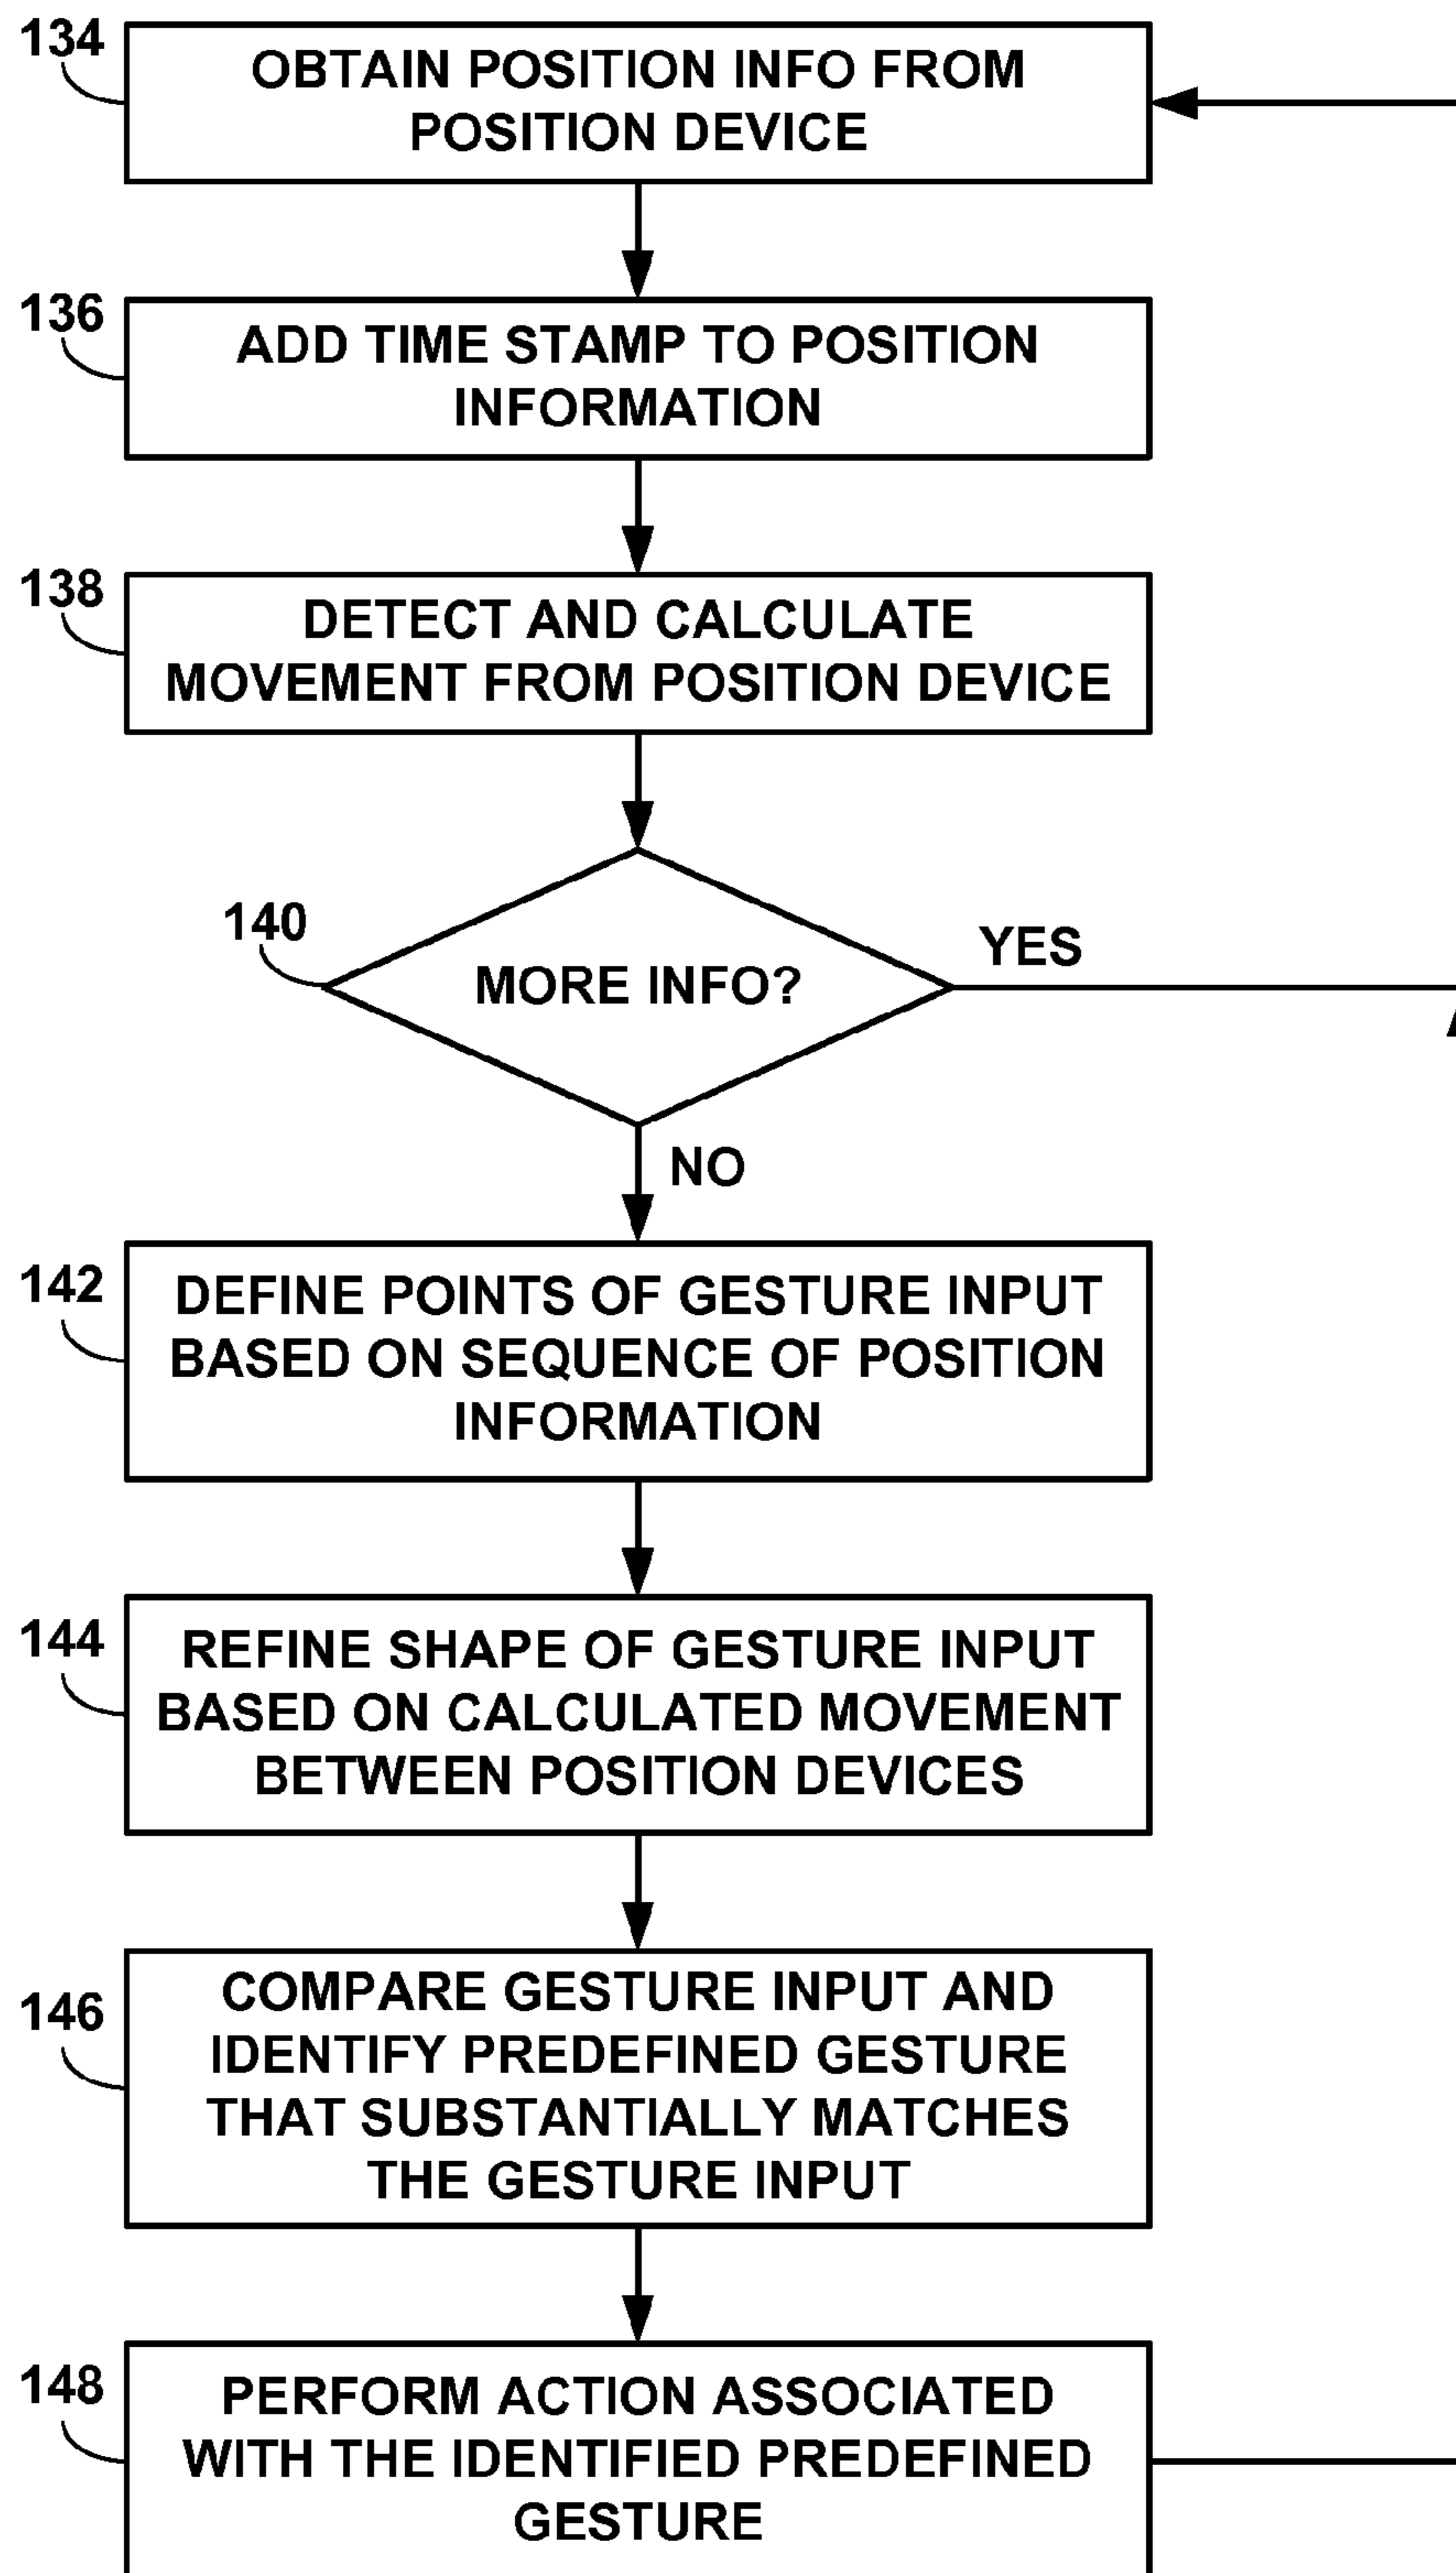 134
OBTAIN POSITION INFO FROM
POSITION DEVICE
136
ADD TIME STAMP TO POSITION
INFORMATION
138
DETECT AND CALCULATE
MOVEMENT FROM POSITION DEVICE
140
MORE INFO?
YES
NO
142
DEFINE POINTS OF GESTURE INPUT
BASED ON SEQUENCE OF POSITION
INFORMATION
144
REFINE SHAPE OF GESTURE INPUT
BASED ON CALCULATED MOVEMENT
BETWEEN POSITION DEVICES
146
COMPARE GESTURE INPUT AND
IDENTIFY PREDEFINED GESTURE
THAT SUBSTANTIALLY MATCHES
THE GESTURE INPUT
148
PERFORM ACTION ASSOCIATED
WITH THE IDENTIFIED PREDEFINED
GESTURE